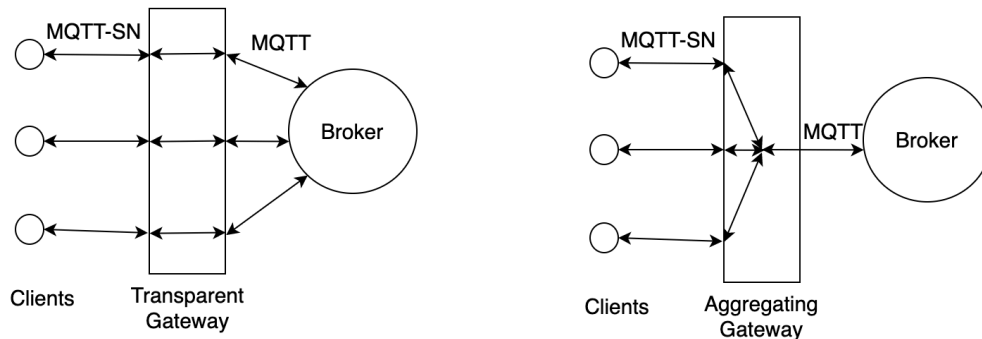 MQTT-SN
MQTT
Broker
Clients
Transparent
Gateway
MQTT-SN
MQTT
Broker
Clients
Aggregating
Gateway